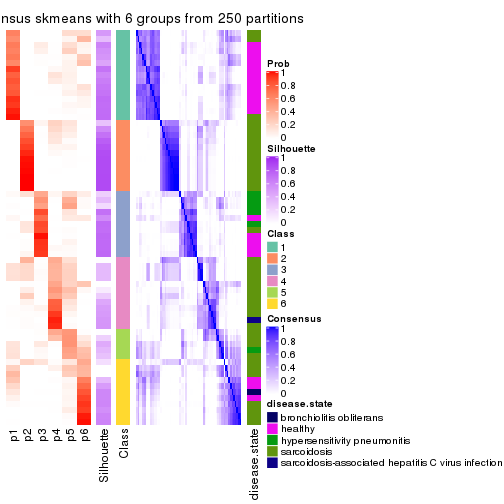 nsus skmeans with 6 groups from 250 partitions
Prob
1
0.8
0.6
0.4
0.2
0
Silhouette
1
0.8
0.6
0.4
0.2
0
Class
1
2
3
4
5
6
Consensus
1
0.8
0.6
0.4
0.2
0
disease.state
bronchiolitis obliterans
healthy
hypersensitivity pneumonitis
sarcoidosis
sarcoidosis-associated hepatitis C virus infection
p1
p2
p3
p4
p5
p6
Silhouette
Class
disease.state